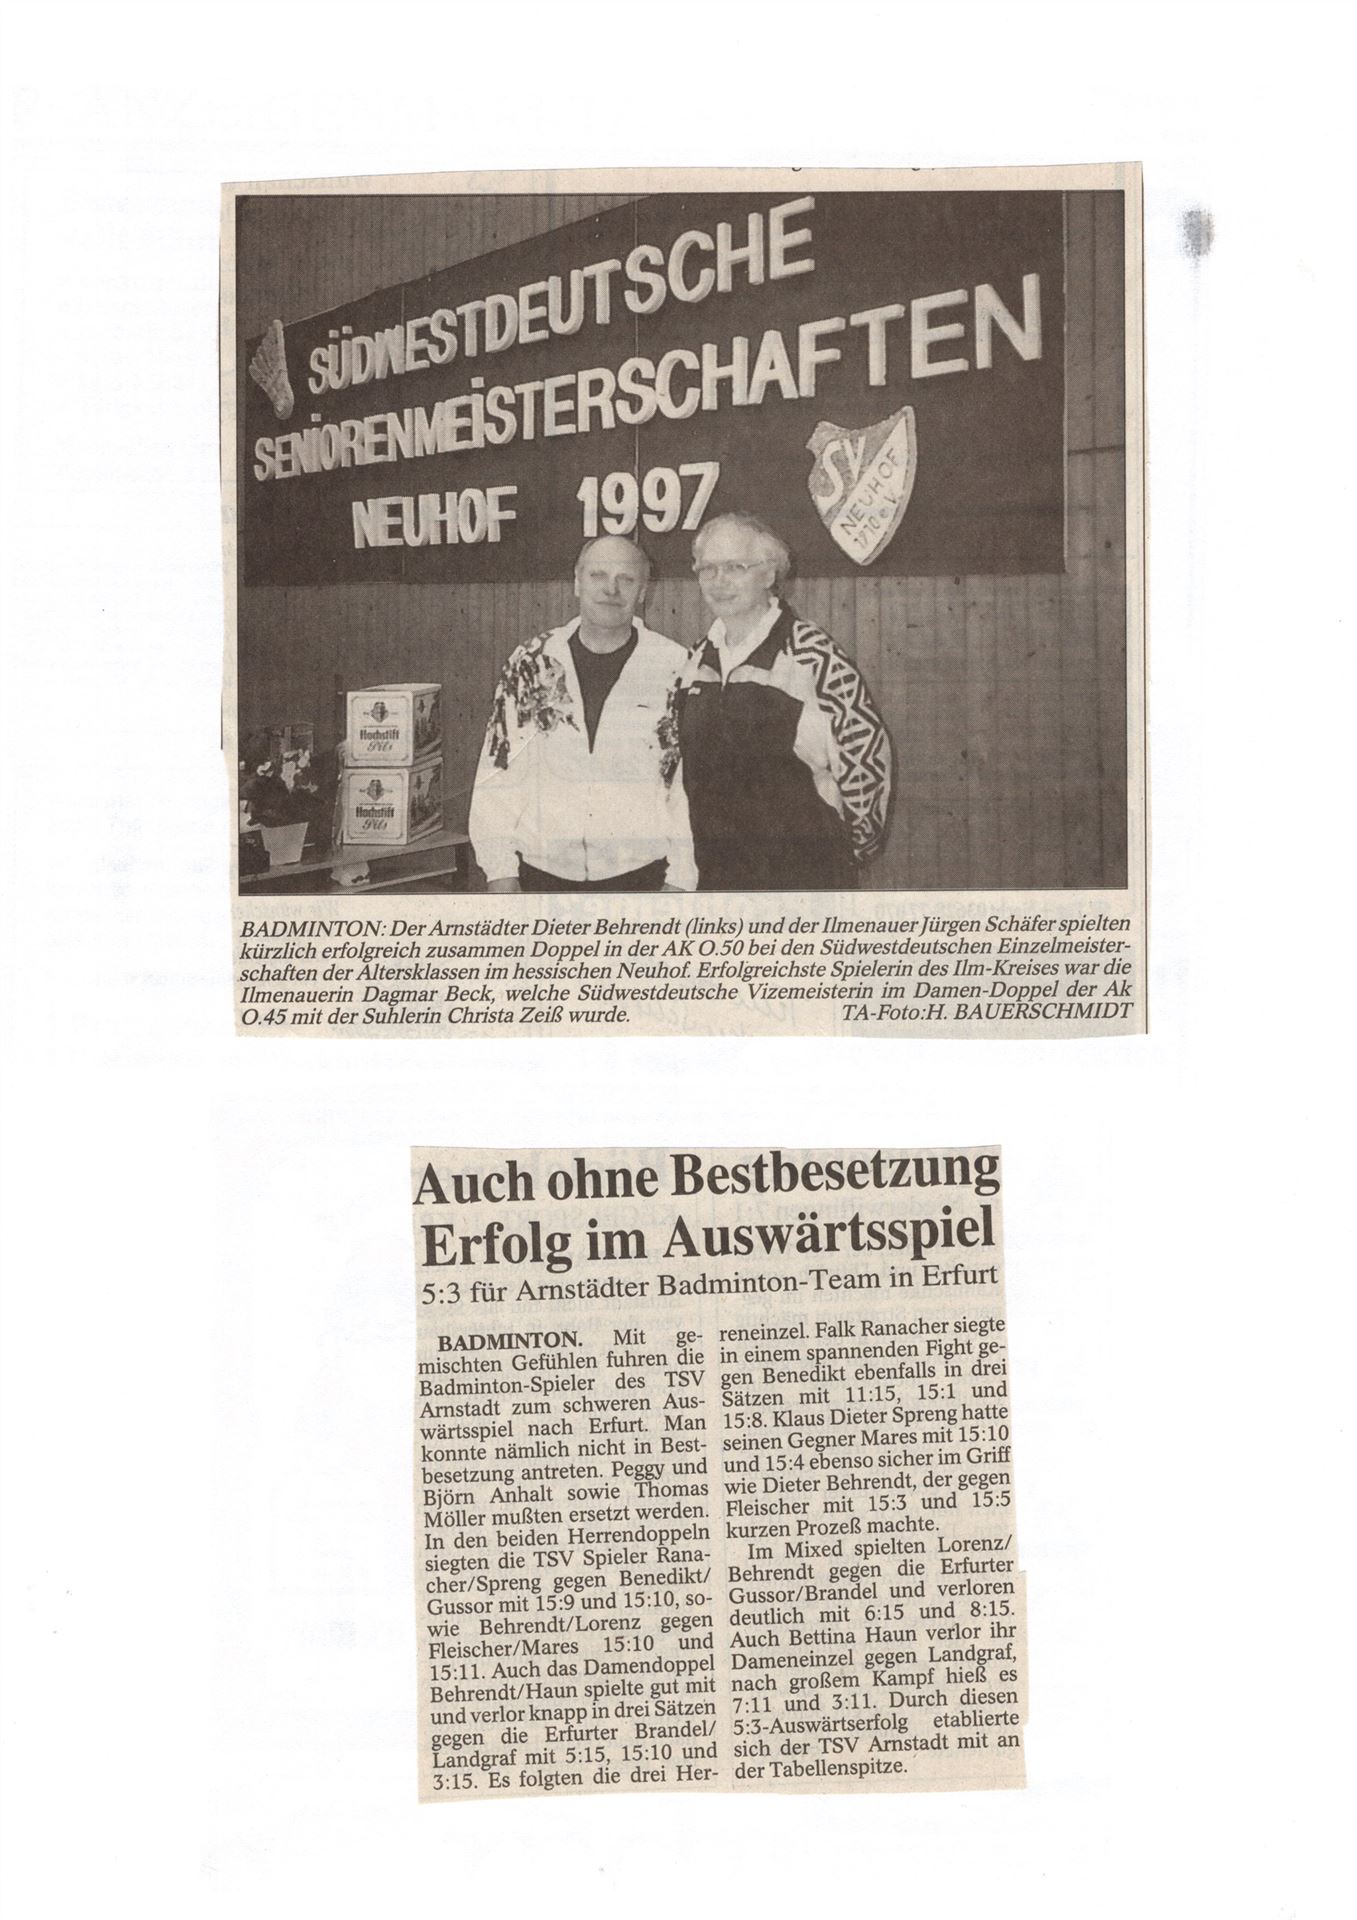 SÜDWESTDEUTSCHE
SENIORENMEISTERSCHAFTEN
NEUHOF 1997
SV
NEUHOF
1910 e.V.
Hochstift
Pils
Hochstift
Pils
BADMINTON: Der Arnstädter Dieter Behrendt (links) und der Ilmenauer Jürgen Schäfer spielten
kürzlich erfolgreich zusammen Doppel in der AK O.50 bei den Südwestdeutschen Einzelmeister-
schaften der Altersklassen im hessischen Neuhof. Erfolgreichste Spielerin des Ilm-Kreises war die
Ilmenauerin Dagmar Beck, welche Südwestdeutsche Vizemeisterin im Damen-Doppel der Ak
O.45 mit der Suhlerin Christa Zeiß wurde. TA-Foto:H. BAUERSCHMIDT
Auch ohne Bestbesetzung
Erfolg im Auswärtsspiel
5:3 für Arnstädter Badminton-Team in Erfurt
BADMINTON. Mit ge-
mischten Gefühlen fuhren die
Badminton-Spieler des TSV
Arnstadt zum schweren Aus-
wärtsspiel nach Erfurt. Man
konnte nämlich nicht in Best-
besetzung antreten. Peggy und
Björn Anhalt sowie Thomas
Möller mußten ersetzt werden.
In den beiden Herrendoppeln
siegten die TSV Spieler Rana-
cher/Spreng gegen Benedikt/
Gussor mit 15:9 und 15:10, so-
wie Behrendt/Lorenz gegen
Fleischer/Mares 15:10 und
15:11. Auch das Damendoppel
Behrendt/Haun spielte gut mit
und verlor knapp in drei Sätzen
gegen die Erfurter Brandel/
Landgraf mit 5:15, 15:10 und
3:15. Es folgten die drei Her-
reneinzel. Falk Ranacher siegte
in einem spannenden Fight ge-
gen Benedikt ebenfalls in drei
Sätzen mit 11:15, 15:1 und
15:8. Klaus Dieter Spreng hatte
seinen Gegner Mares mit 15:10
und 15:4 ebenso sicher im Griff
wie Dieter Behrendt, der gegen
Fleischer mit 15:3 und 15:5
kurzen Prozeß machte.
Im Mixed spielten Lorenz/
Behrendt gegen die Erfurter
Gussor/Brandel und verloren
deutlich mit 6:15 und 8:15.
Auch Bettina Haun verlor ihr
Dameneinzel gegen Landgraf,
nach großem Kampf hieß es
7:11 und 3:11. Durch diesen
5:3-Auswärtserfolg etablierte
sich der TSV Arnstadt mit an
der Tabellenspitze.